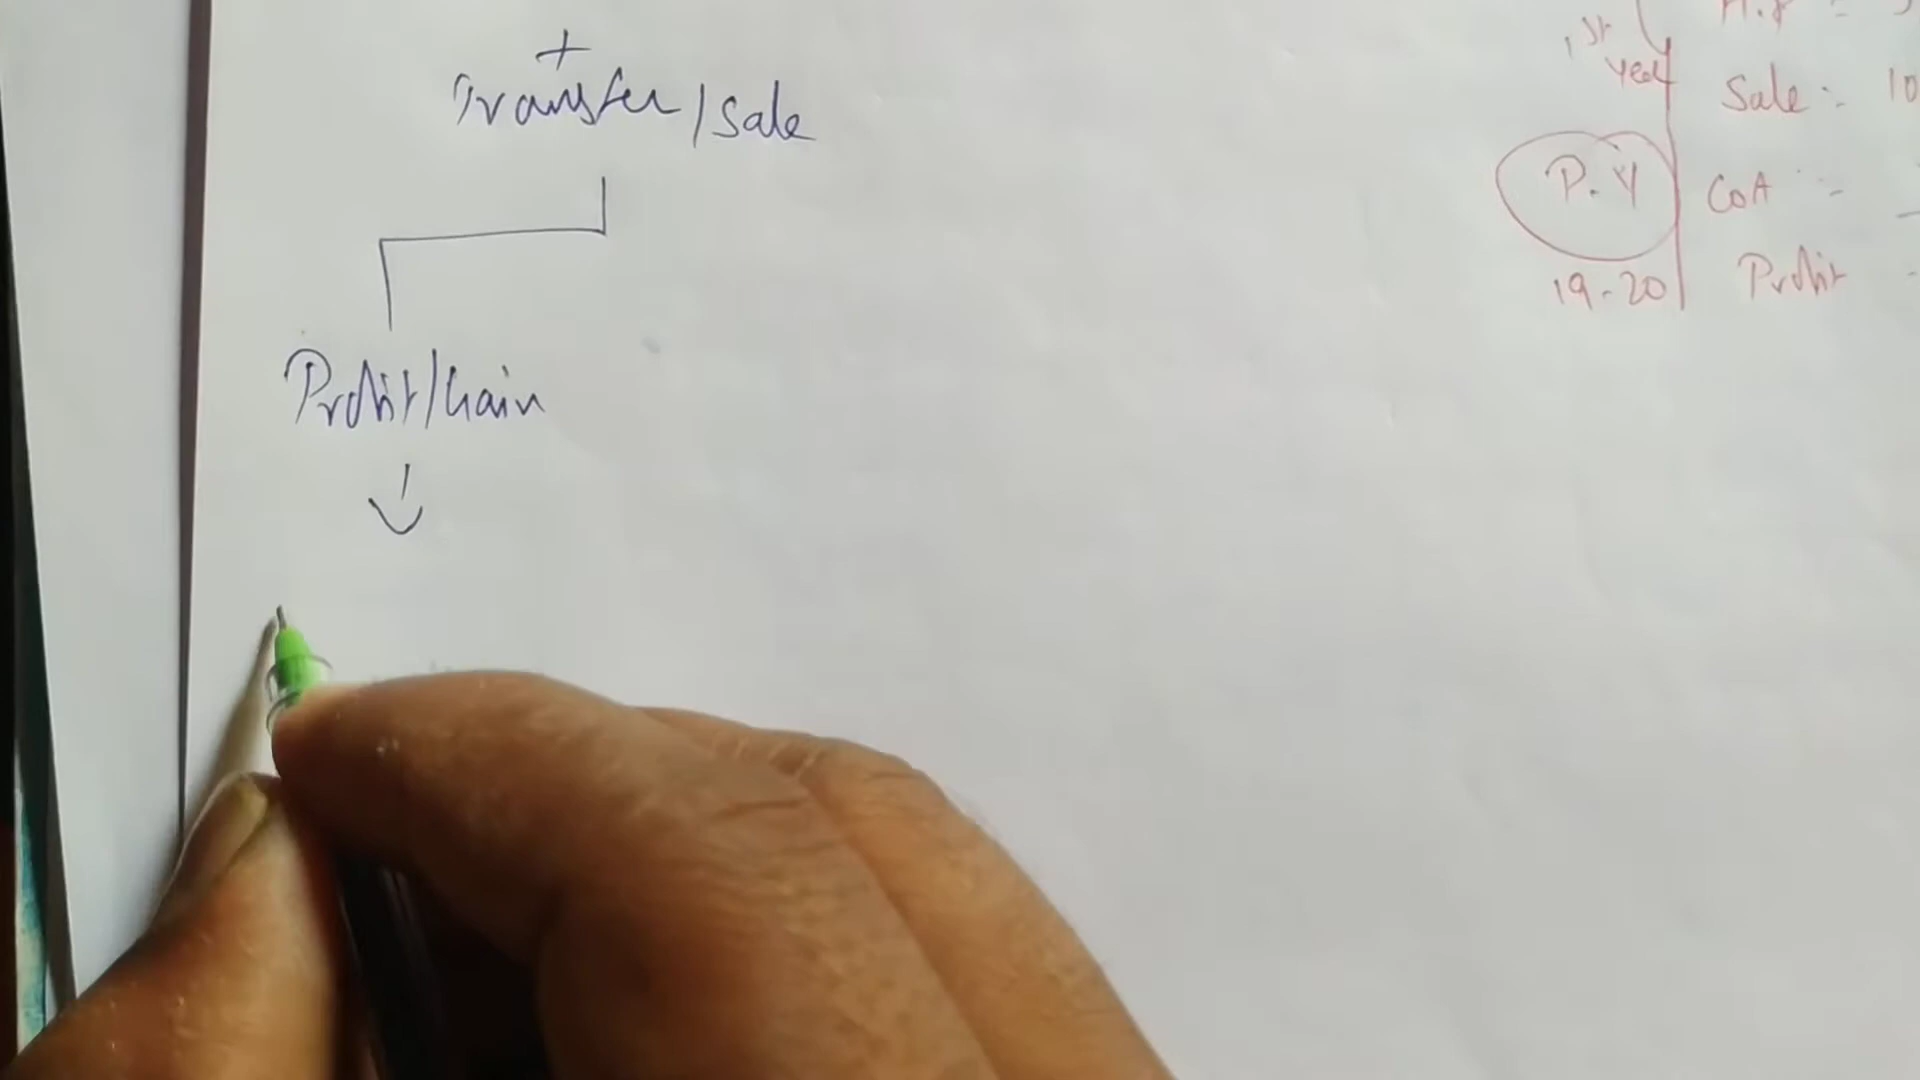 +
Transfer/Sale
Profit/Gain
1st
Year
P.Y
19-20
Sale :- 10
COA :-
Profit -